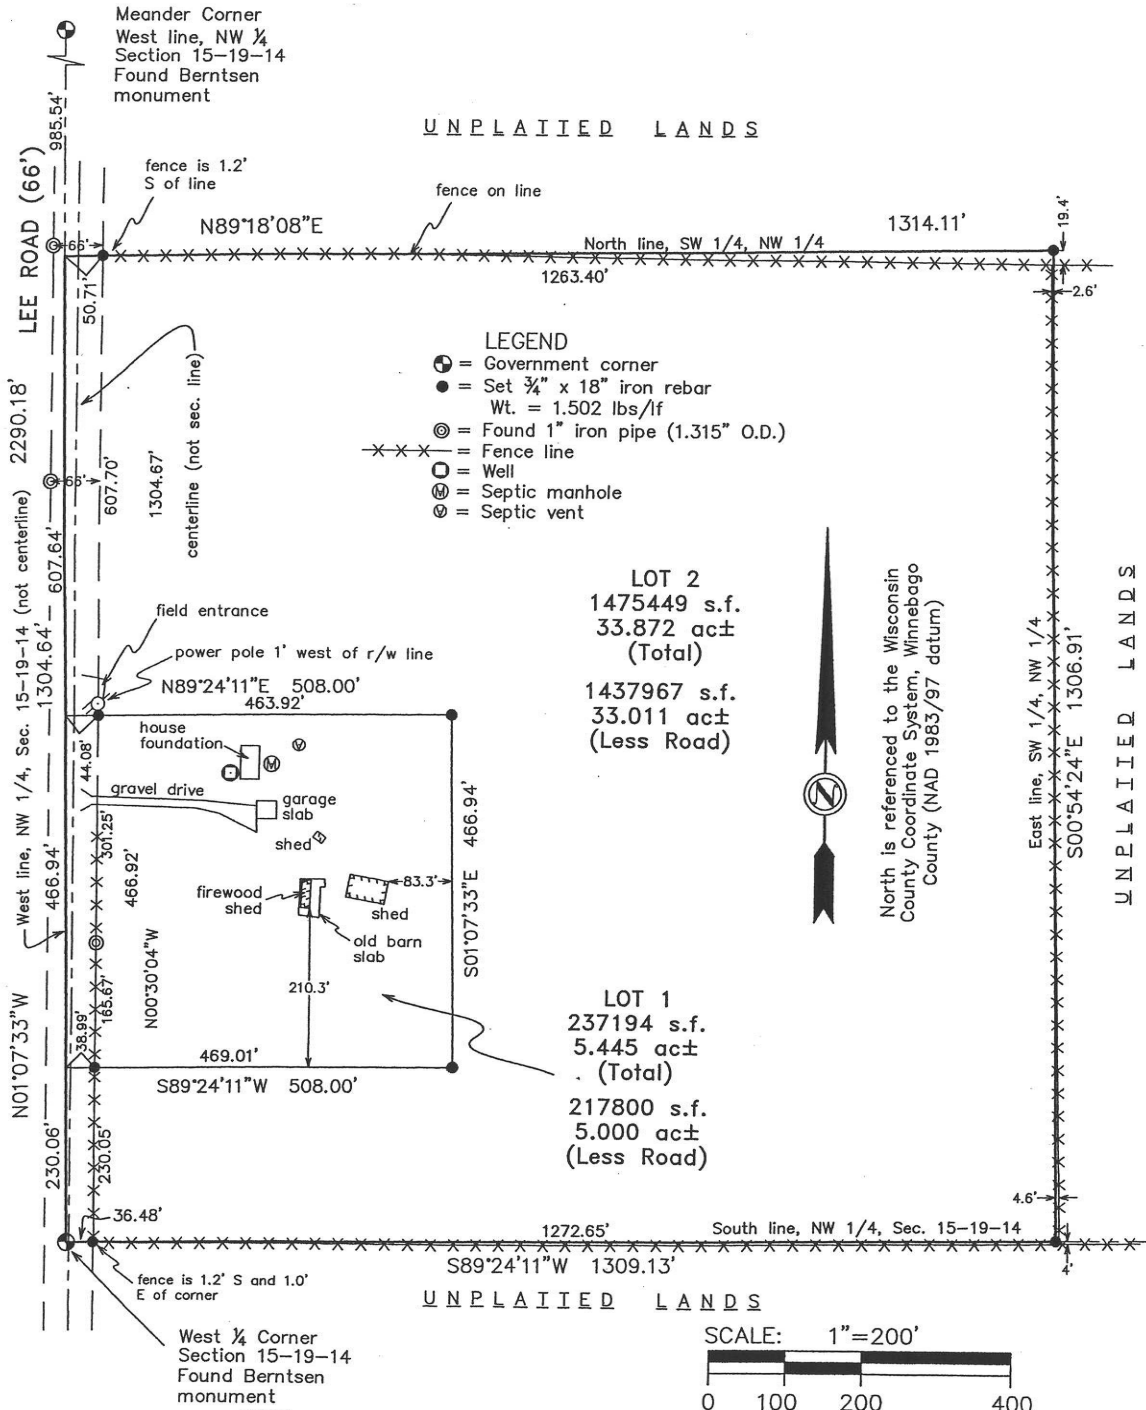 Meander Corner
West line, NW ¼
Section 15-19-14
Found Berntsen
monument
985.54'
LEE ROAD (66')
UNPLATTED LANDS
fence is 1.2'
S of line
fence on line
N89°18'08"E
1314.11'
19.4'
66'
North line, SW 1/4, NW 1/4
1263.40'
50.71'
2.6'
LEGEND
= Government corner
= Set ¾" x 18" iron rebar
Wt. = 1.502 lbs/lf
= Found 1" iron pipe (1.315" O.D.)
= Fence line
= Well
= Septic manhole
= Septic vent
2290.18'
66'
607.70'
1304.67'
centerline (not sec. line)
607.64'
1304.64'
West line, NW 1/4, Sec. 15-19-14 (not centerline)
field entrance
power pole 1' west of r/w line
N89°24'11"E 508.00'
463.92'
LOT 2
1475449 s.f.
33.872 ac±
(Total)
1437967 s.f.
33.011 ac±
(Less Road)
North is referenced to the Wisconsin
County Coordinate System, Winnebago
County (NAD 1983/97 datum)
N
East line, SW 1/4, NW 1/4
S00°54'24"E 1306.91'
UNPLATTED LANDS
house
foundation
44.08'
gravel drive
garage
slab
shed
301.25'
466.92'
466.94'
firewood
shed
83.3'
shed
old barn
slab
S01°07'33"E 466.94'
N00°30'04"W
165.67'
210.3'
38.99'
469.01'
S89°24'11"W 508.00'
LOT 1
237194 s.f.
5.445 ac±
(Total)
217800 s.f.
5.000 ac±
(Less Road)
N01°07'33"W
230.06'
230.05'
36.48'
1272.65'
South line, NW 1/4, Sec. 15-19-14
4.6'
4'
S89°24'11"W 1309.13'
fence is 1.2' S and 1.0'
E of corner
UNPLATTED LANDS
West ¼ Corner
Section 15-19-14
Found Berntsen
monument
SCALE: 1"=200'
0 100 200 400